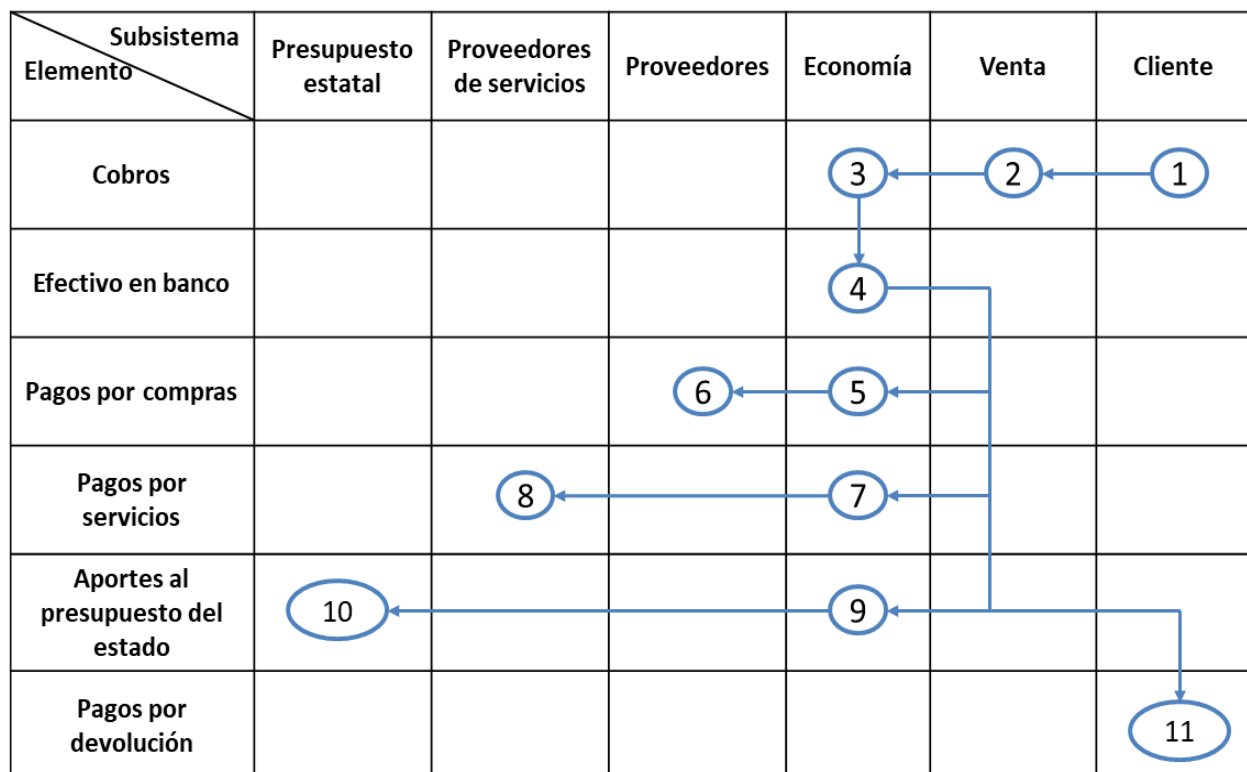 Subsistema
Elemento
Presupuesto
estatal
Proveedores
de servicios
Proveedores
Economía
Venta
Cliente
Cobros
3
2
1
Efectivo en banco
4
Pagos por compras
6
5
Pagos por
servicios
8
7
Aportes al
presupuesto del
estado
10
9
Pagos por
devolución
11